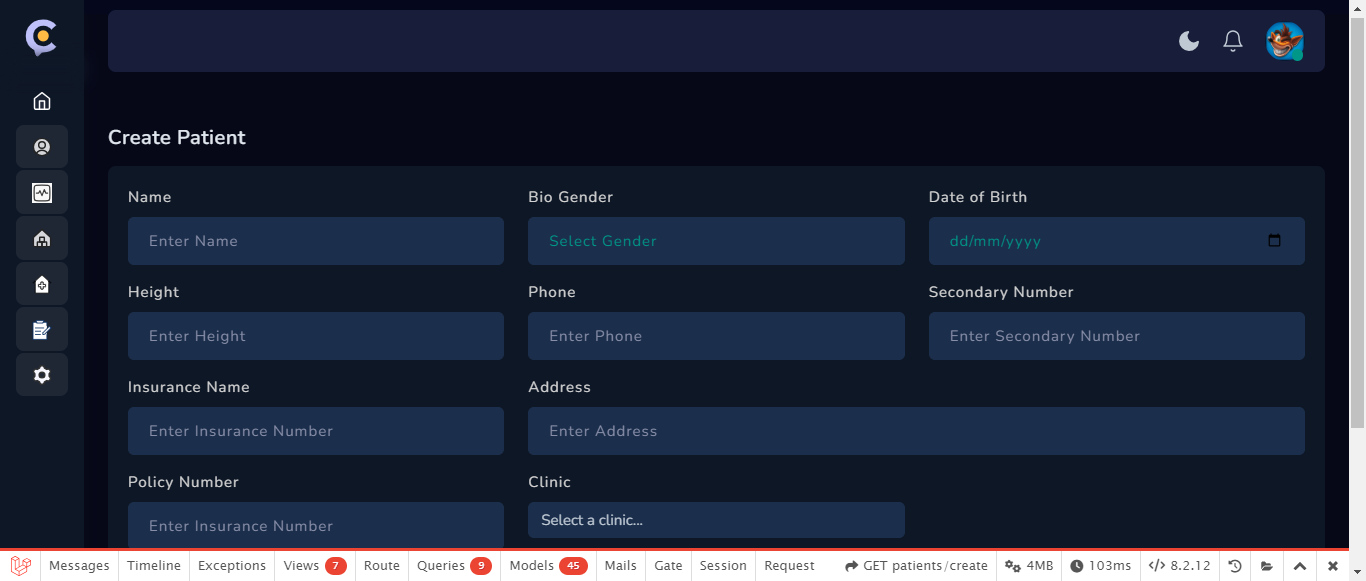 Create Patient
Name Bio Gender Date of Birth
Enter Name Select Gender dd/mm/yyyy
Height Phone Secondary Number
Enter Height Enter Phone Enter Secondary Number
Insurance Name Address
Enter Insurance Number Enter Address
Policy Number Clinic
Enter Insurance Number Select a clinic...
Messages Timeline Exceptions Views 7 Route Queries 9 Models 45 Mails Gate Session Request GET patients/create 4MB 103ms </> 8.2.12